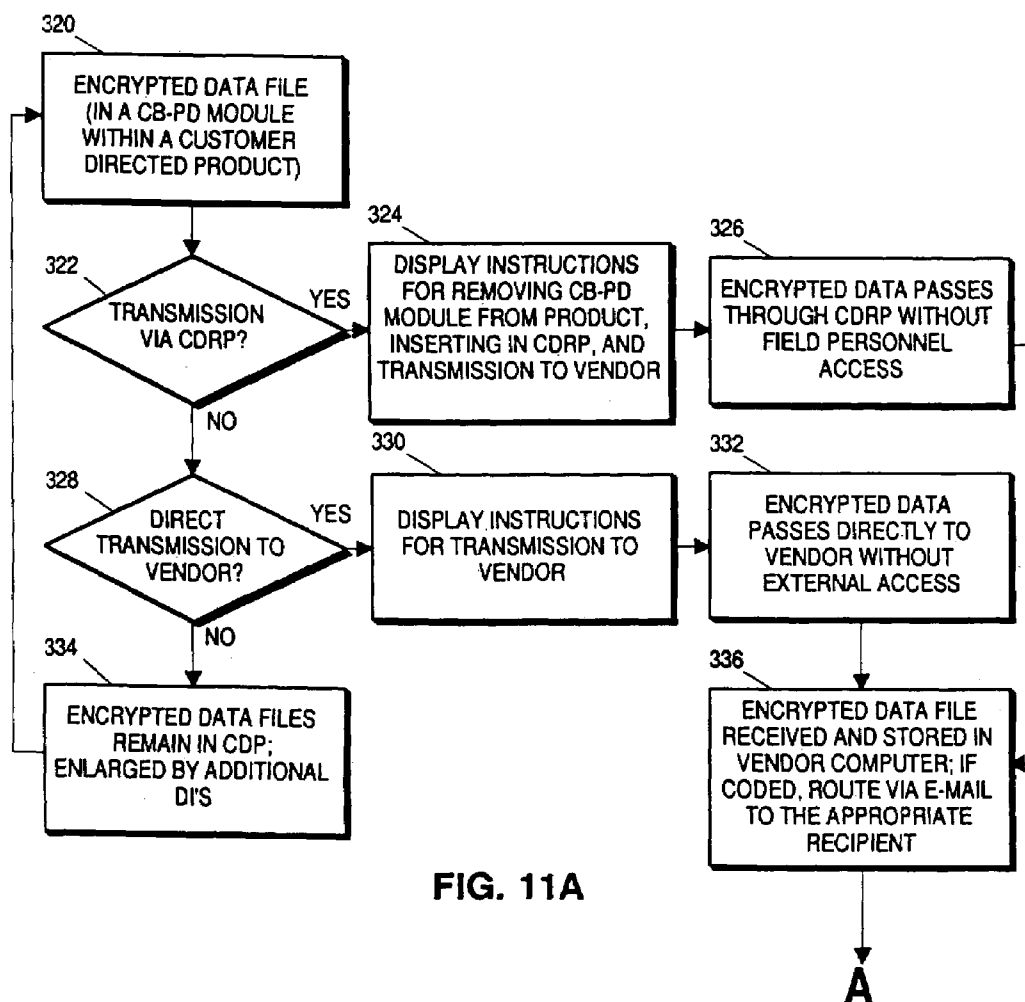 320
ENCRYPTED DATA FILE
(IN A CB-PD MODULE
WITHIN A CUSTOMER
DIRECTED PRODUCT)
322
TRANSMISSION
VIA CDRP?
YES
NO
324
DISPLAY INSTRUCTIONS
FOR REMOVING CB-PD
MODULE FROM PRODUCT,
INSERTING IN CDRP, AND
TRANSMISSION TO VENDOR
326
ENCRYPTED DATA PASSES
THROUGH CDRP WITHOUT
FIELD PERSONNEL
ACCESS
328
DIRECT
TRANSMISSION TO
VENDOR?
YES
NO
330
DISPLAY INSTRUCTIONS
FOR TRANSMISSION TO
VENDOR
332
ENCRYPTED DATA
PASSES DIRECTLY TO
VENDOR WITHOUT
EXTERNAL ACCESS
334
ENCRYPTED DATA FILES
REMAIN IN CDP;
ENLARGED BY ADDITIONAL
DI'S
336
ENCRYPTED DATA FILE
RECEIVED AND STORED IN
VENDOR COMPUTER; IF
CODED, ROUTE VIA E-MAIL
TO THE APPROPRIATE
RECIPIENT
FIG. 11A
A